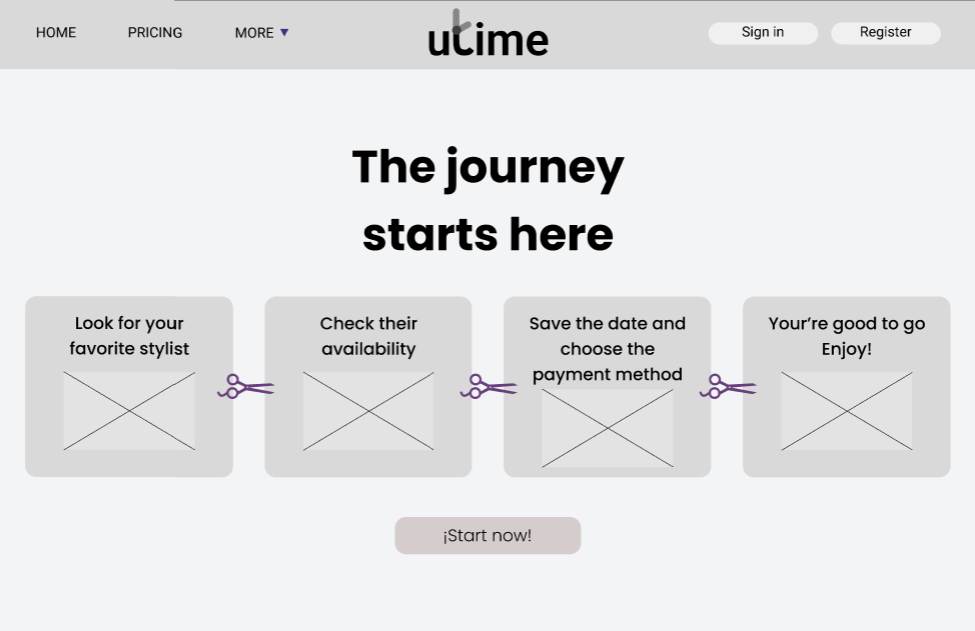 HOME
PRICING
MORE
utime
Sign in
Register
The journey
starts here
Look for your
favorite stylist
Check their
availability
Save the date and
choose the
payment method
Your're good to go
Enjoy!
¡Start now!